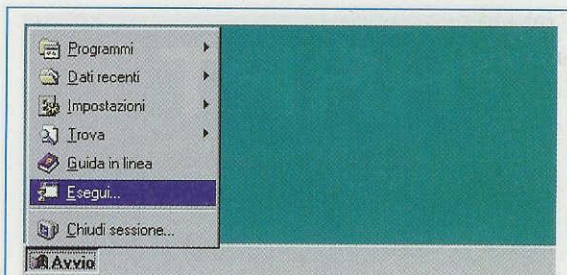 Programmi
Dati recenti
Impostazioni
Trova
Guida in linea
Esegui...
Chiudi sessione...
Avvio